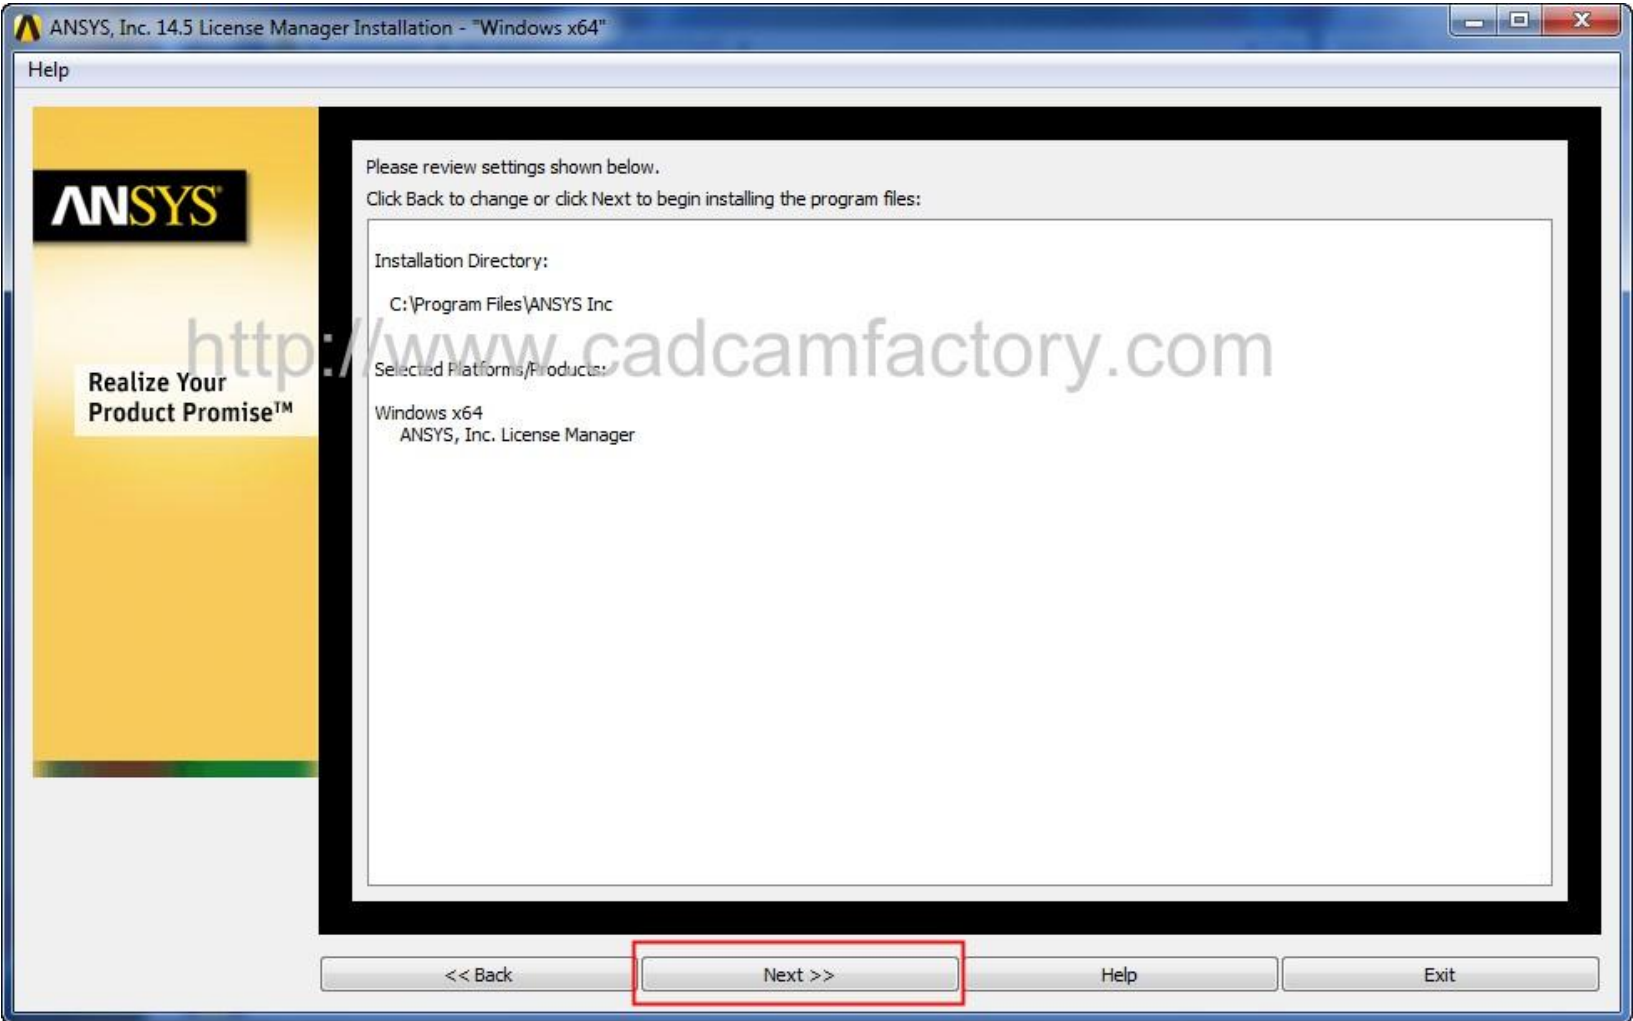 ANSYS, Inc. 14.5 License Manager Installation - "Windows x64"
Help
ANSYS
Realize Your
Product Promise™
Please review settings shown below.
Click Back to change or click Next to begin installing the program files:
Installation Directory:
C:\Program Files\ANSYS Inc
http://www.cadcamfactory.com
Selected Platforms/Products:
Windows x64
ANSYS, Inc. License Manager
<< Back
Next >>
Help
Exit